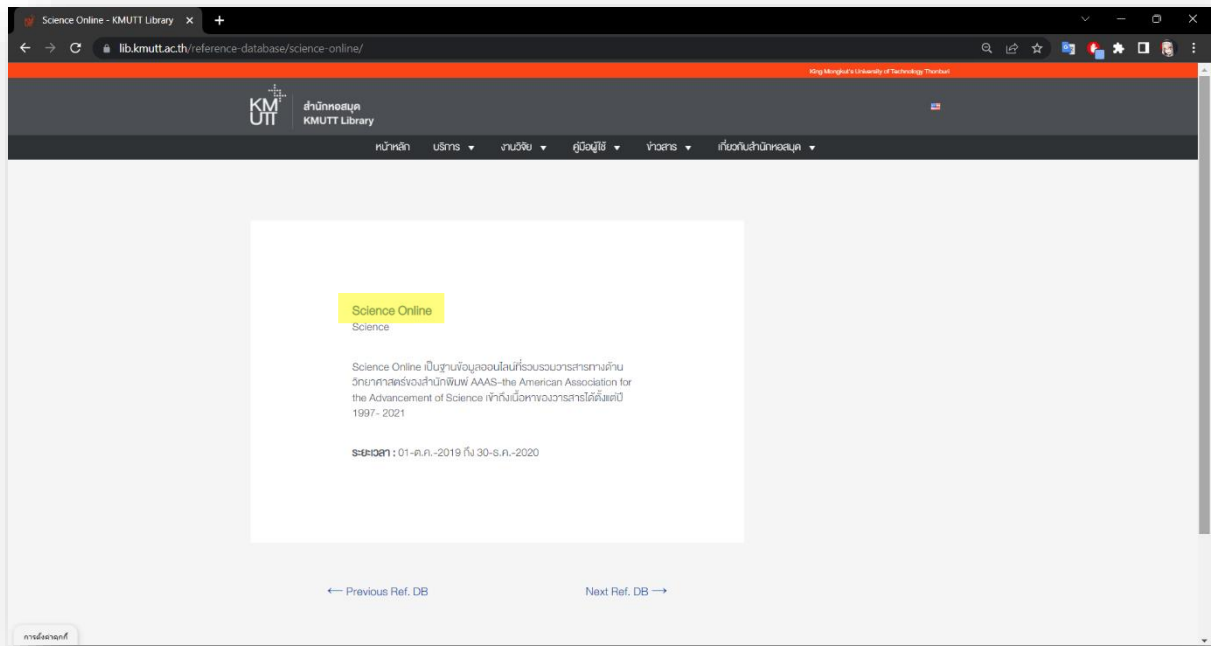 Science Online - KMUTT Library
lib.kmutt.ac.th/reference-database/science-online/
King Mongkut's University of Technology Thonburi
KMUTT
สำนักหอสมุด
KMUTT Library
หน้าหลัก บริการ งานวิจัย คู่มือผู้ใช้ ข่าวสาร เกี่ยวกับสำนักหอสมุด
Science Online
Science
Science Online เป็นฐานข้อมูลออนไลน์ที่รวบรวมวารสารทางด้าน
วิทยาศาสตร์ของสำนักพิมพ์ AAAS-the American Association for
the Advancement of Science เข้าถึงเนื้อหาของวารสารได้ตั้งแต่ปี
1997- 2021
ระยะเวลา : 01-ต.ค.-2019 ถึง 30-ธ.ค.-2020
← Previous Ref. DB Next Ref. DB →
การตั้งค่าคุกกี้